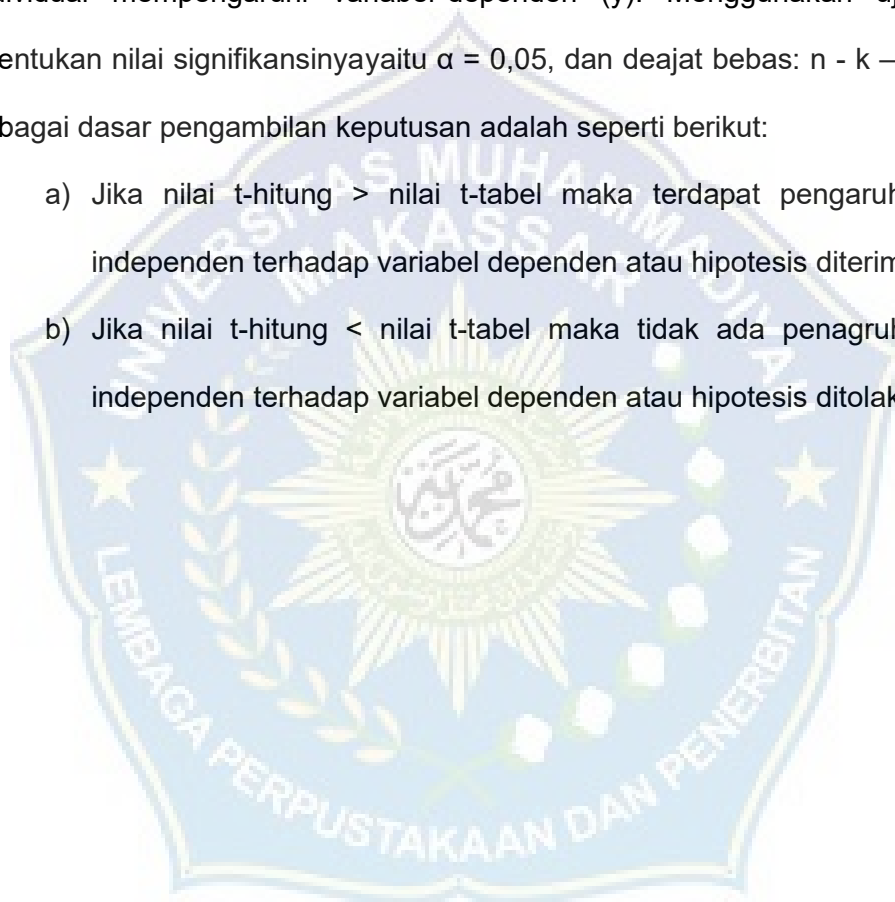 mempengaruhi variabel dependen (y). Menggunakan
entukan nilai signifikansinyayaitu α = 0,05, dan deajat bebas: n - k –
bagai dasar pengambilan keputusan adalah seperti berikut:
a) Jika nilai t-hitung > nilai t-tabel maka terdapat pengaruh
independen terhadap variabel dependen atau hipotesis diterim
b) Jika nilai t-hitung < nilai t-tabel maka tidak ada penagruh
independen terhadap variabel dependen atau hipotesis ditolak
UNIVERSITAS MUHAMMADIYAH
MAKASSAR
LEMBAGA PERPUSTAKAAN DAN PENERBITAN